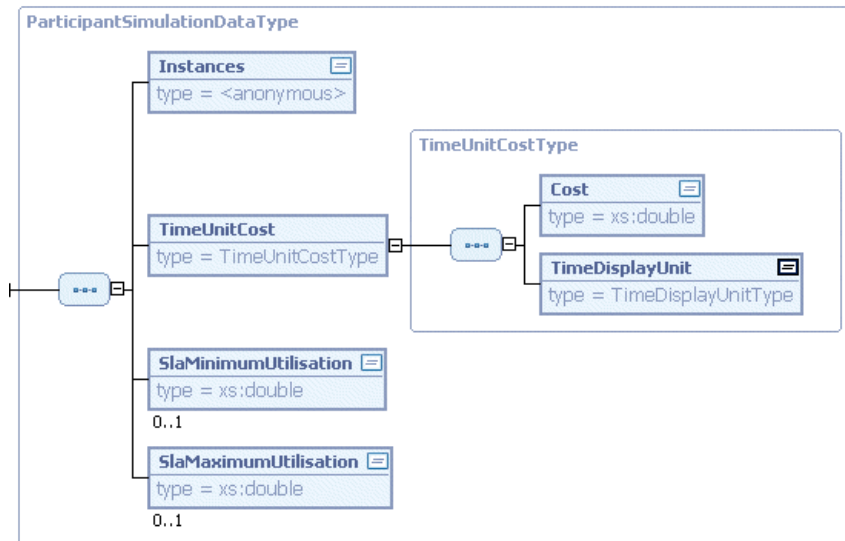 ParticipantSimulationDataType
Instances
type = <anonymous>
TimeUnitCostType
Cost
type = xs:double
TimeUnitCost
type = TimeUnitCostType
TimeDisplayUnit
type = TimeDisplayUnitType
SlaMinimumUtilisation
type = xs:double
0..1
SlaMaximumUtilisation
type = xs:double
0..1